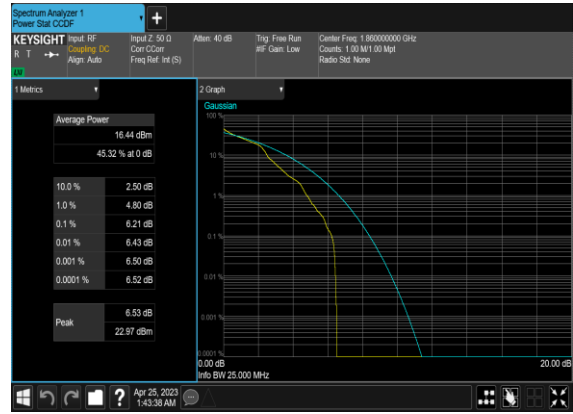 Spectrum Analyzer 1
Power Stat CCDF
KEYSIGHT
R T
LXI
Input: RF
Coupling: DC
Align: Auto
Input Z: 50 Ω
Corr CCorr
Freq Ref: Int (S)
Atten: 40 dB
Trig: Free Run
#IF Gain: Low
Center Freq: 1.860000000 GHz
Counts: 1.00 M/1.00 Mpt
Radio Std: None
1 Metrics
Average Power
16.44 dBm
45.32 % at 0 dB
10.0 % 2.50 dB
1.0 % 4.80 dB
0.1 % 6.21 dB
0.01 % 6.43 dB
0.001 % 6.50 dB
0.0001 % 6.52 dB
Peak
6.53 dB
22.97 dBm
2 Graph
Gaussian
100 %
10 %
1 %
0.1 %
0.01 %
0.001 %
0.0001 %
0.00 dB
20.00 dB
Info BW 25.000 MHz
?
Apr 25, 2023
1:43:38 AM